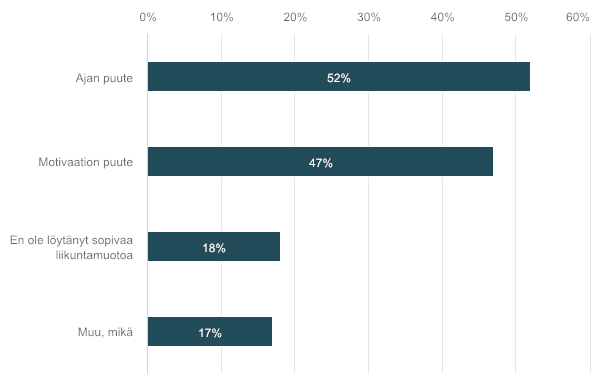 0% 10% 20% 30% 40% 50% 60%
Ajan puute 52%
Motivaation puute 47%
En ole löytänyt sopivaa
liikuntamuotoa 18%
Muu, mikä 17%